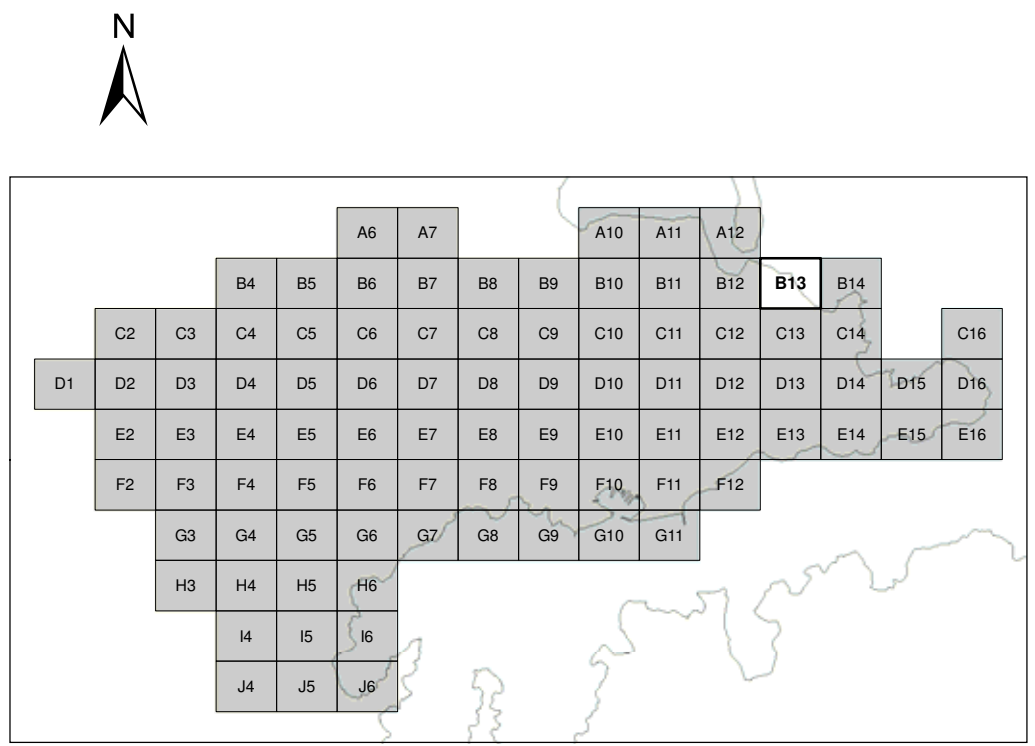 N
A6 A7 A10 A11 A12
B4 B5 B6 B7 B8 B9 B10 B11 B12 B13 B14
C2 C3 C4 C5 C6 C7 C8 C9 C10 C11 C12 C13 C14 C16
D1 D2 D3 D4 D5 D6 D7 D8 D9 D10 D11 D12 D13 D14 D15 D16
E2 E3 E4 E5 E6 E7 E8 E9 E10 E11 E12 E13 E14 E15 E16
F2 F3 F4 F5 F6 F7 F8 F9 F10 F11 F12
G3 G4 G5 G6 G7 G8 G9 G10 G11
H3 H4 H5 H6
I4 I5 I6
J4 J5 J6